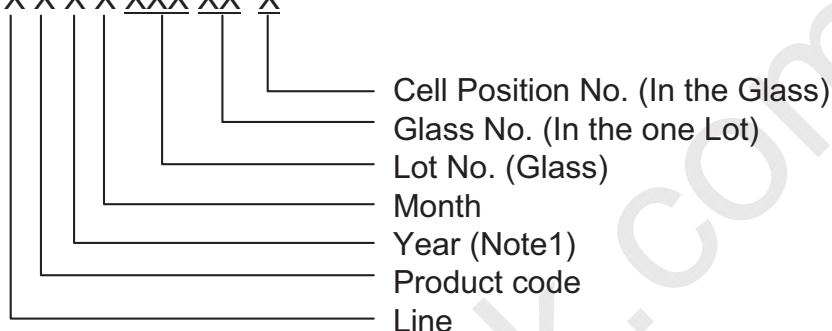 X X X X XXX XX X
Cell Position No. (In the Glass)
Glass No. (In the one Lot)
Lot No. (Glass)
Month
Year (Note1)
Product code
Line